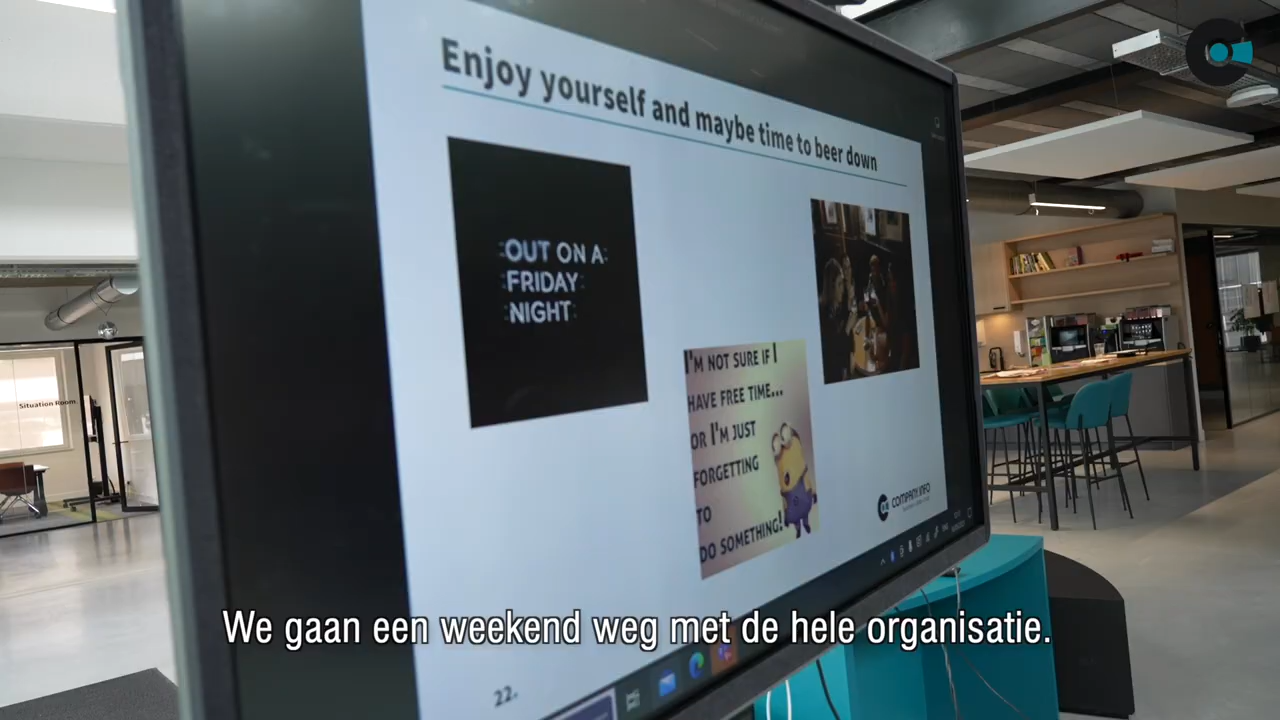 Enjoy yourself and maybe time to beer down
OUT ON A
FRIDAY
NIGHT
I'M NOT SURE IF I
HAVE FREE TIME...
OR I'M JUST
FORGETTING
TO
DO SOMETHING!
COMPANY.INFO
Situation Room
22.
We gaan een weekend weg met de hele organisatie.